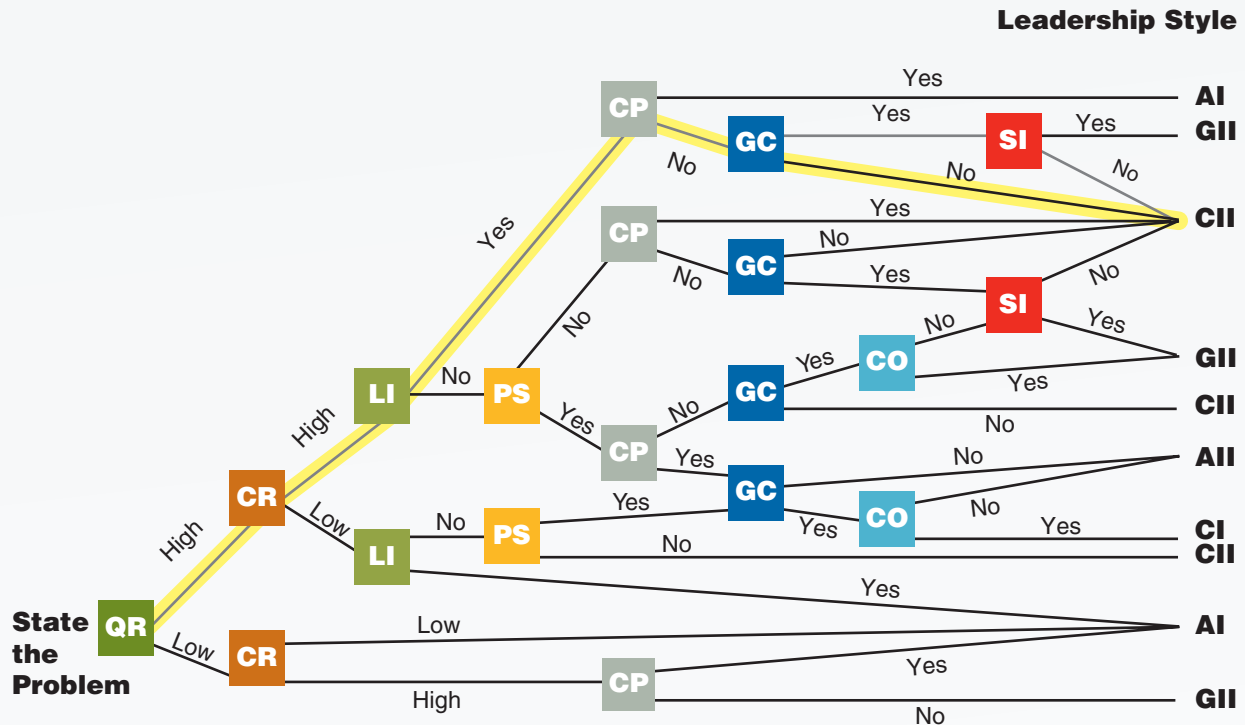 Leadership Style
Yes
CP
AI
Yes
GC
SI
Yes
GII
No
No
No
Yes
CP
Yes
CII
No
GC
No
Yes
No
SI
No
No
Yes
Yes
CO
GII
LI
No
PS
Yes
GC
Yes
No
CII
High
Yes
No
CP
Yes
No
AII
CR
GC
Low
No
PS
Yes
Yes
CO
No
High
LI
Yes
CI
No
CII
Yes
State
the
Problem
QR
Low
AI
Low
CR
Yes
CP
High
GII
No